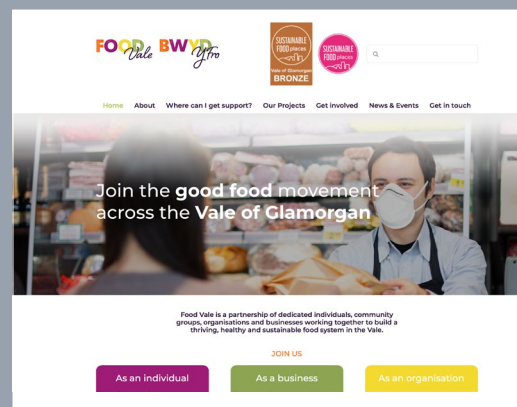 FOOD Vale BWYD y Fro
SUSTAINABLE
FOOD places
Vale of Glamorgan
BRONZE
SUSTAINABLE
FOOD places
Home About Where can I get support? Our Projects Get involved News & Events Get in touch
Join the good food movement
across the Vale of Glamorgan
Food Vale is a partnership of dedicated individuals, community
groups, organisations and businesses working together to build a
thriving, healthy and sustainable food system in the Vale.
JOIN US
As an individual As a business As an organisation